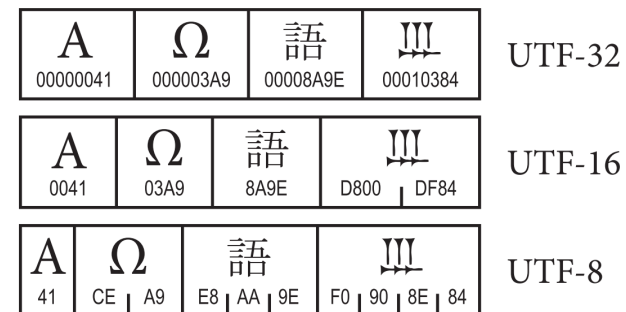 A Ω 語 𐎄 UTF-32
00000041 000003A9 00008A9E 00010384
A Ω 語 𐎄 UTF-16
0041 03A9 8A9E D800 DF84
A Ω 語 𐎄 UTF-8
41 CE A9 E8 AA 9E F0 90 8E 84